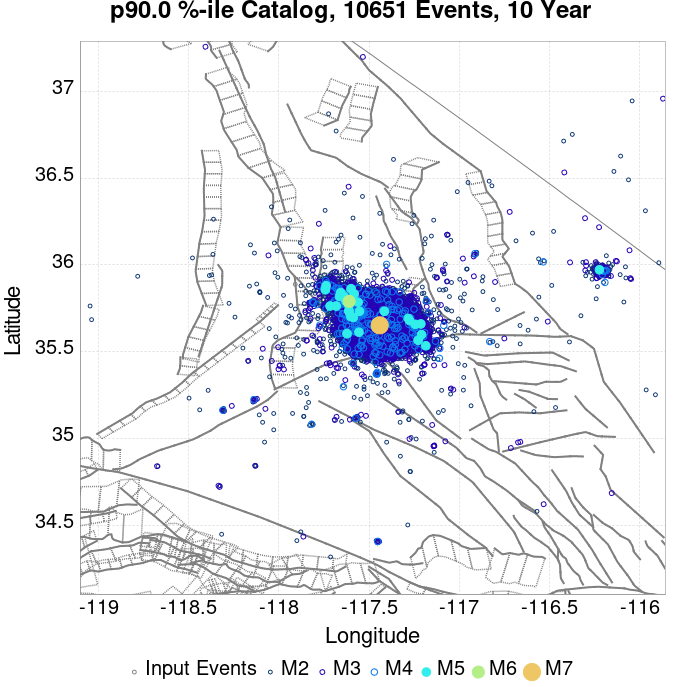 p90.0 %-ile Catalog, 10651 Events, 10 Year
37
36.5
36
35.5
35
34.5
Latitude
-119 -118.5 -118 -117.5 -117 -116.5 -116
Longitude
Input Events M2 M3 M4 M5 M6 M7